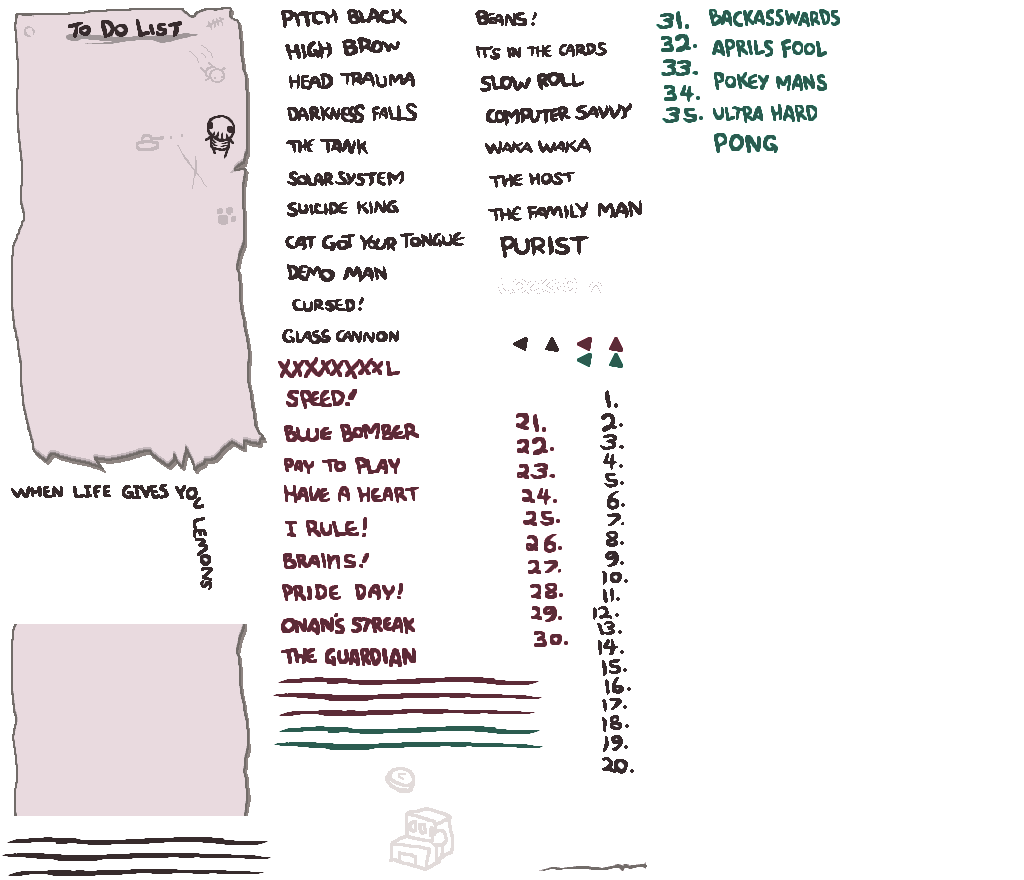 TO DO LIST
WHEN LIFE GIVES YOU LEMONS
PITCH BLACK
HIGH BROW
HEAD TRAUMA
DARKNESS FALLS
THE TANK
SOLAR SYSTEM
SUICIDE KING
CAT GOT YOUR TONGUE
DEMO MAN
CURSED!
GLASS CANNON
XXXXXXXXL
SPEED!
BLUE BOMBER
PAY TO PLAY
HAVE A HEART
I RULE!
BRAINS!
PRIDE DAY!
ONAN'S STREAK
THE GUARDIAN
BEANS!
IT'S IN THE CARDS
SLOW ROLL
COMPUTER SAVVY
WAKA WAKA
THE HOST
THE FAMILY MAN
PURIST
21.
22.
23.
24.
25.
26.
27.
28.
29.
30.
1.
2.
3.
4.
5.
6.
7.
8.
9.
10.
11.
12.
13.
14.
15.
16.
17.
18.
19.
20.
31. BACKASSWARDS
32. APRILS FOOL
33. POKEY MANS
34. ULTRA HARD
35. PONG